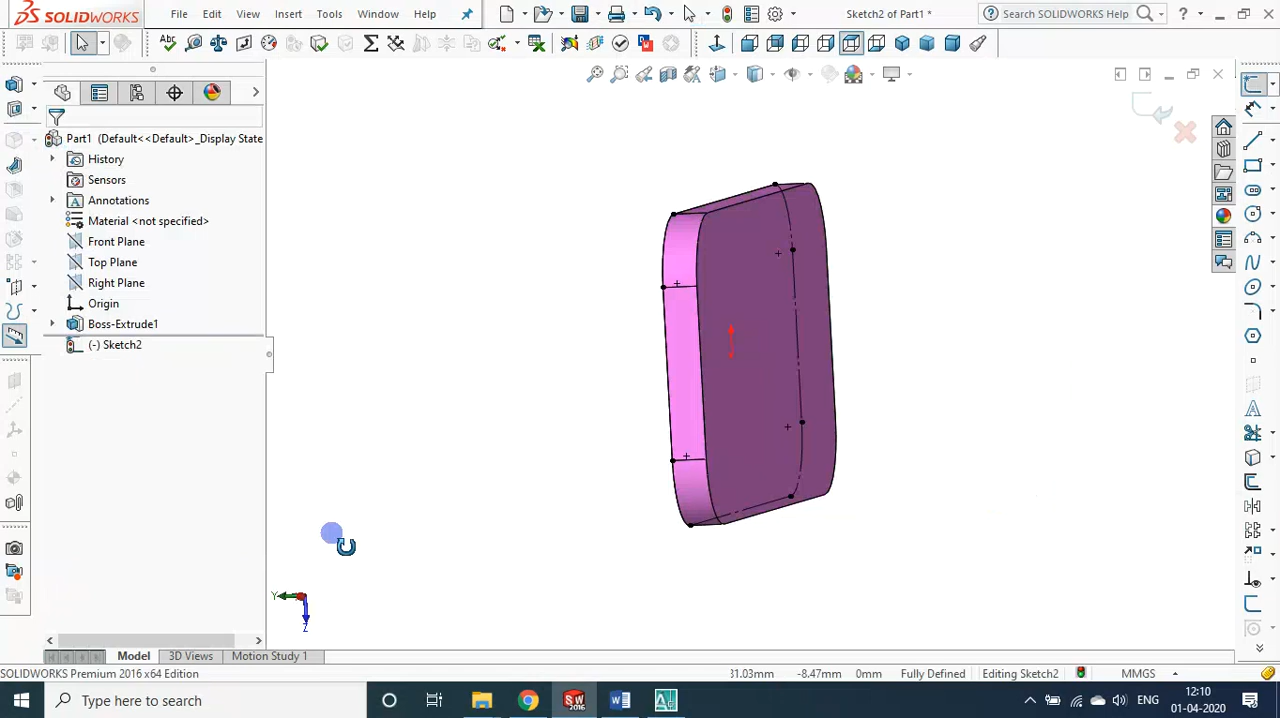 SOLIDWORKS
File
Edit
View
Insert
Tools
Window
Help
Sketch2 of Part1 *
Search SOLIDWORKS Help
Part1 (Default<<Default>_Display State
History
Sensors
Annotations
Material <not specified>
Front Plane
Top Plane
Right Plane
Origin
Boss-Extrude1
(-) Sketch2
Y
Z
Model
3D Views
Motion Study 1
SOLIDWORKS Premium 2016 x64 Edition
31.03mm
-8.47mm
0mm
Fully Defined
Editing Sketch2
MMGS
Type here to search
ENG
12:10
01-04-2020